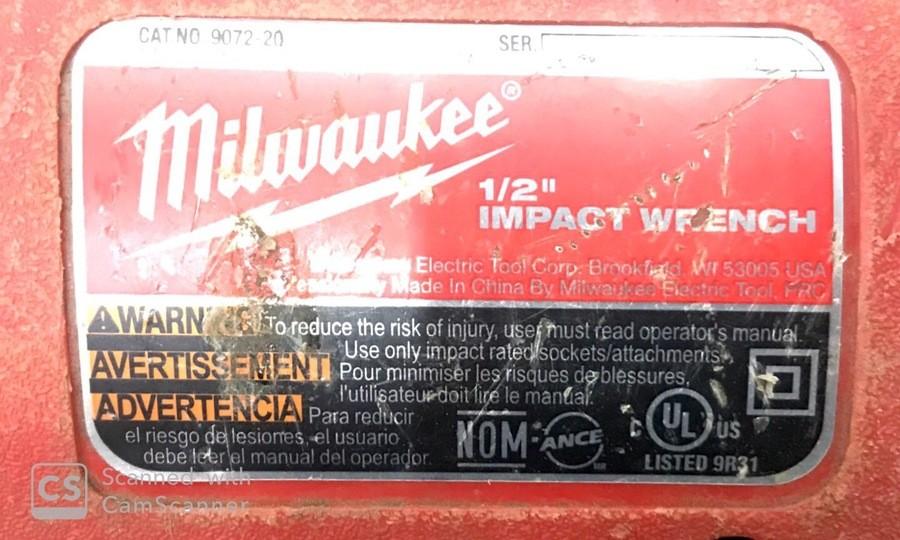 CAT NO 9072-20
SER.
Milwaukee®
1/2"
IMPACT WRENCH
Electric Tool Corp. Brookfield, WI 53005 USA
Made In China By Milwaukee Electric Tool, PRC
To reduce the risk of injury, user must read operator's manual.
Use only impact rated sockets/attachments.
AVERTISSEMENT Pour minimiser les risques de blessures,
l'utilisateur doit lire le manuel.
ADVERTENCIA Para reducir
el riesgo de lesiones, el usuario
debe leer el manual del operador.
NOM-ANCE
C UL US
LISTED 9R31
CS Scanned with
CamScanner